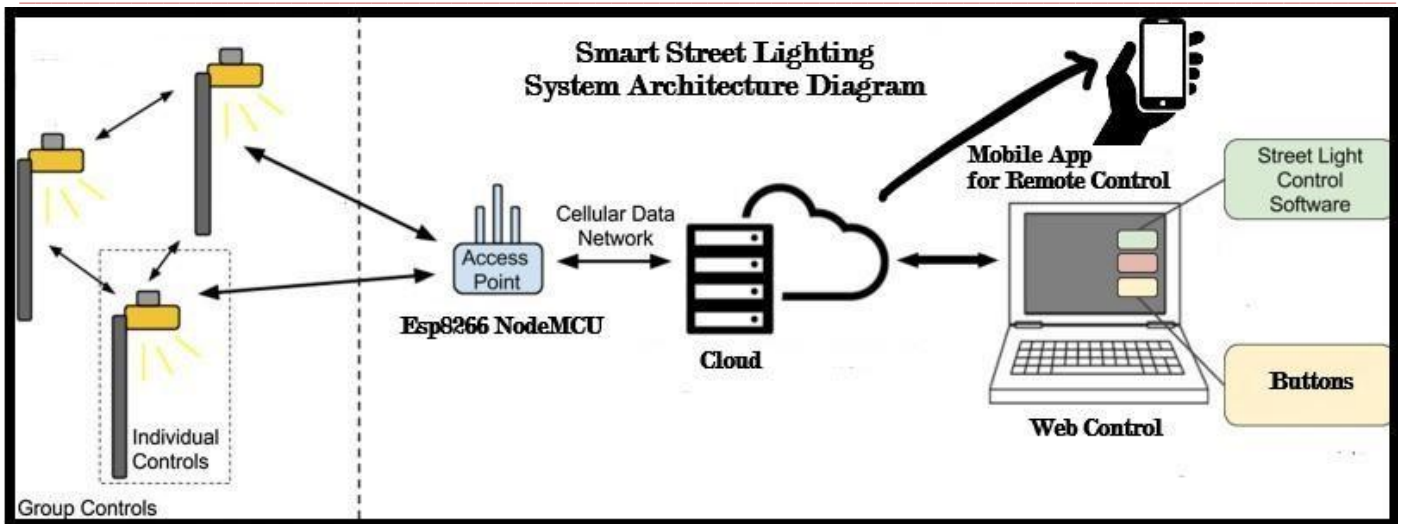 Smart Street Lighting
System Architecture Diagram
Mobile App
for Remote Control
Street Light
Control
Software
Cellular Data
Network
Access
Point
Esp8266 NodeMCU
Cloud
Buttons
Web Control
Individual
Controls
Group Controls